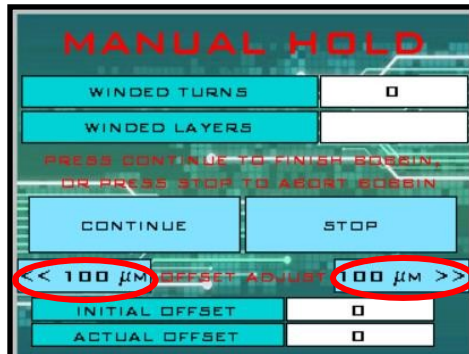 MANUAL HOLD
WINDED TURNS 0
WINDED LAYERS
PRESS CONTINUE TO FINISH BOBBIN,
OR PRESS STOP TO ABORT BOBBIN
CONTINUE STOP
<< 100 µM OFFSET ADJUST 100 µM >>
INITIAL OFFSET 0
ACTUAL OFFSET 0